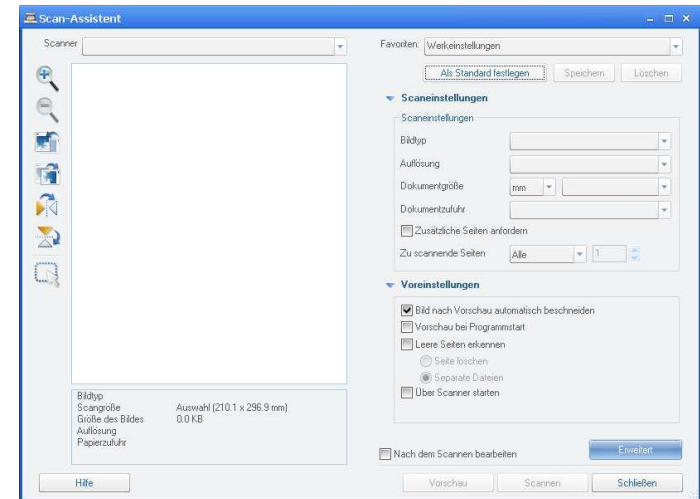 Scan-Assistent
Scanner
Favoriten: Werkeinstellungen
Als Standard festlegen
Speichern
Löschen
Scaneinstellungen
Scaneinstellungen
Bildtyp
Auflösung
Dokumentgröße mm
Dokumentzufuhr
Zusätzliche Seiten anfordern
Zu scannende Seiten Alle 1
Voreinstellungen
Bild nach Vorschau automatisch beschneiden
Vorschau bei Programmstart
Leere Seiten erkennen
Seite löschen
Separate Dateien
Über Scanner starten
Bildtyp
Scangröße Auswahl (210.1 x 296.9 mm)
Größe des Bildes 0.0 KB
Auflösung
Papierzufuhr
Nach dem Scannen bearbeiten
Erweitert
Hilfe
Vorschau
Scannen
Schließen